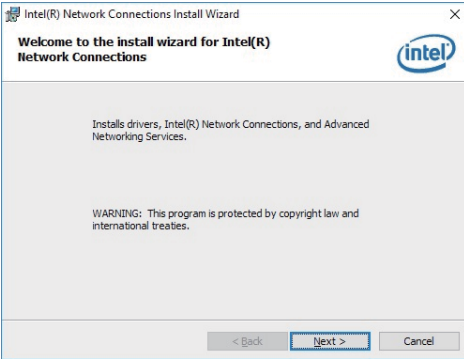 Intel(R) Network Connections Install Wizard
Welcome to the install wizard for Intel(R)
Network Connections
intel
Installs drivers, Intel(R) Network Connections, and Advanced
Networking Services.
WARNING: This program is protected by copyright law and
international treaties.
< Back
Next >
Cancel